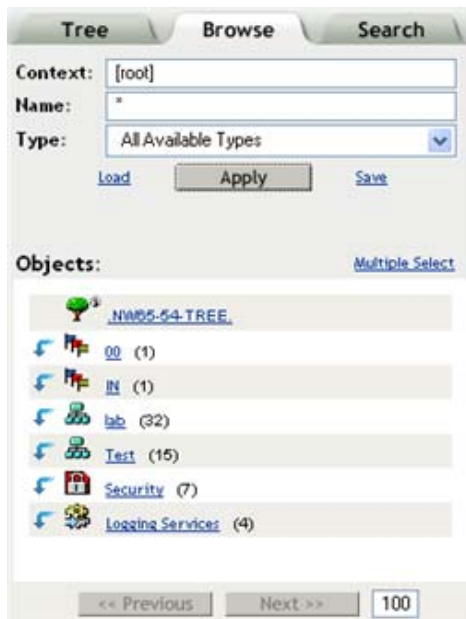 Tree Browse Search
Context: [root]
Name: *
Type: All Available Types
Load Apply Save
Objects: Multiple Select
.NW65-54-TREE.
00 (1)
IN (1)
lab (32)
Test (15)
Security (7)
Logging Services (4)
<< Previous Next >> 100